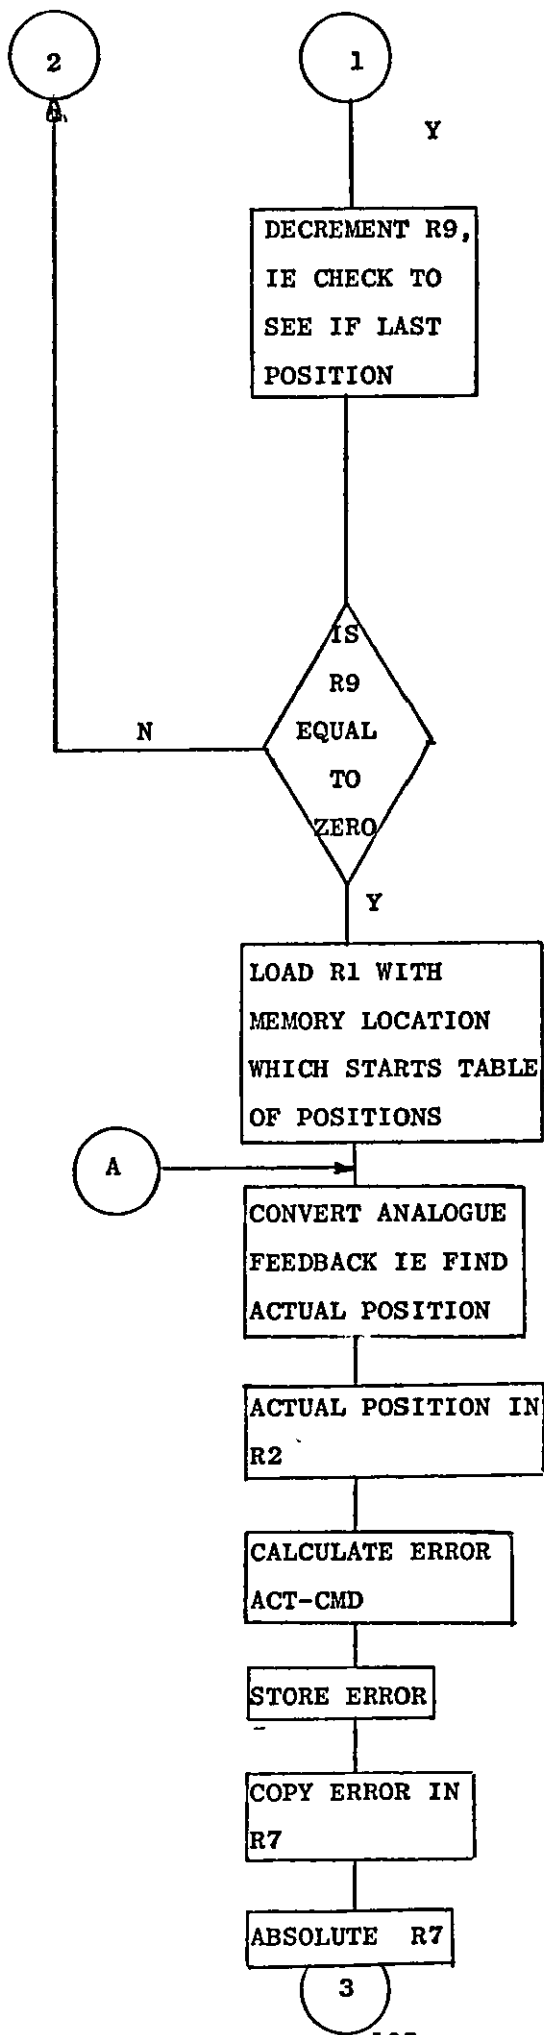 2
1
Y
DECREMENT R9,
IE CHECK TO
SEE IF LAST
POSITION
IS
R9
EQUAL
TO
ZERO
N
Y
LOAD R1 WITH
MEMORY LOCATION
WHICH STARTS TABLE
OF POSITIONS
A
CONVERT ANALOGUE
FEEDBACK IE FIND
ACTUAL POSITION
ACTUAL POSITION IN
R2
CALCULATE ERROR
ACT-CMD
STORE ERROR
COPY ERROR IN
R7
ABSOLUTE R7
3